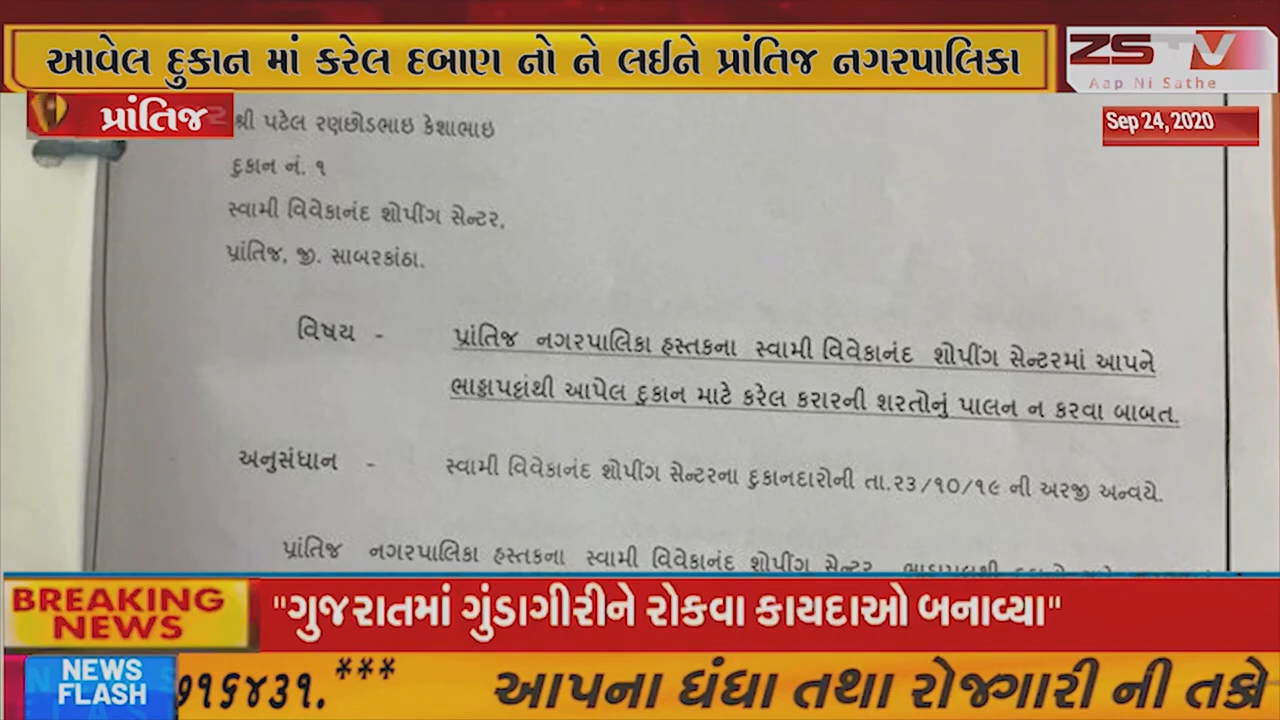 આવેલ દુકાન માં કરેલ દબાણ નો ને લઈને પ્રાંતિજ નગરપાલિકા
ZS TV
Aap Ni Sathe
પ્રાંતિજ
Sep 24, 2020
શ્રી પટેલ રણછોડભાઇ કેશાભાઇ
દુકાન નં. ૧
સ્વામી વિવેકાનંદ શોપીંગ સેન્ટર,
પ્રાંતિજ, જી. સાબરકાંઠા.
વિષય - પ્રાંતિજ નગરપાલિકા હસ્તકના સ્વામી વિવેકાનંદ શોપીંગ સેન્ટરમાં આપને
ભાડાપટ્ટાંથી આપેલ દુકાન માટે કરેલ કરારની શરતોનું પાલન ન કરવા બાબત.
અનુસંધાન - સ્વામી વિવેકાનંદ શોપીંગ સેન્ટરના દુકાનદારોની તા.૨૩/૧૦/૧૯ ની અરજી અન્વયે.
પ્રાંતિજ નગરપાલિકા હસ્તકના સ્વામી વિવેકાનંદ શોપીંગ સેન્ટર
BREAKING NEWS
"ગુજરાતમાં ગુંડાગીરીને રોકવા કાયદાઓ બનાવ્યા"
NEWS FLASH
૭૧૬૪૩૧.*** આપના ધંધા તથા રોજગારી ની તકો